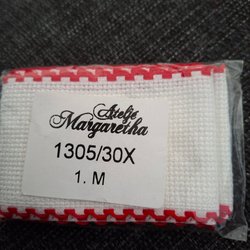 Ateljé
Margaretha
1305/30X
1. M